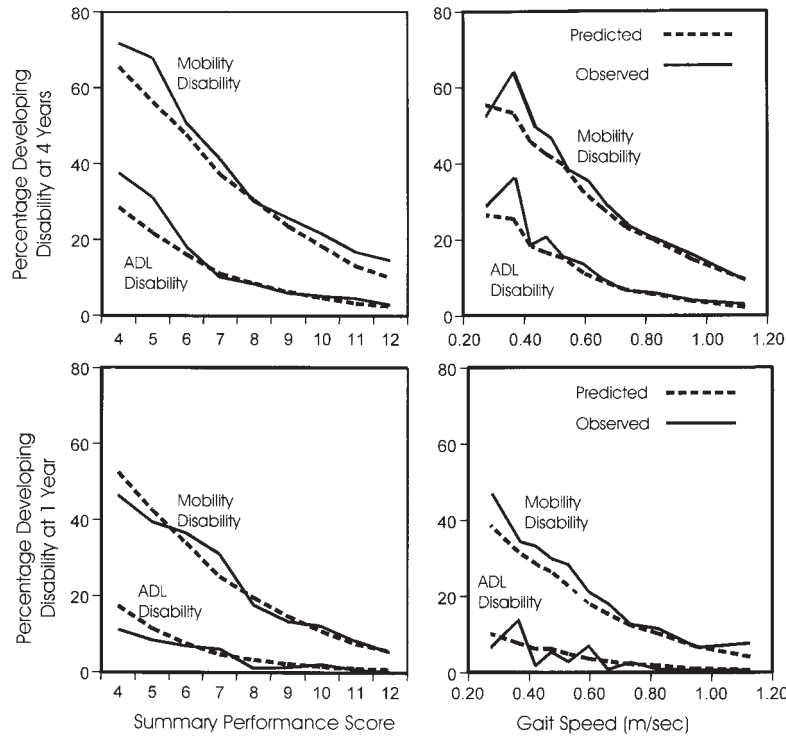 Percentage Developing
Disability at 4 Years
80
60
40
20
0
Mobility
Disability
ADL
Disability
4 5 6 7 8 9 10 11 12
80
60
40
20
0
Predicted
Observed
Mobility
Disability
ADL
Disability
0.20 0.40 0.60 0.80 1.00 1.20
Percentage Developing
Disability at 1 Year
80
60
40
20
0
Mobility
Disability
ADL
Disability
4 5 6 7 8 9 10 11 12
Summary Performance Score
80
60
40
20
0
Predicted
Observed
Mobility
Disability
ADL
Disability
0.20 0.40 0.60 0.80 1.00 1.20
Gait Speed (m/sec)